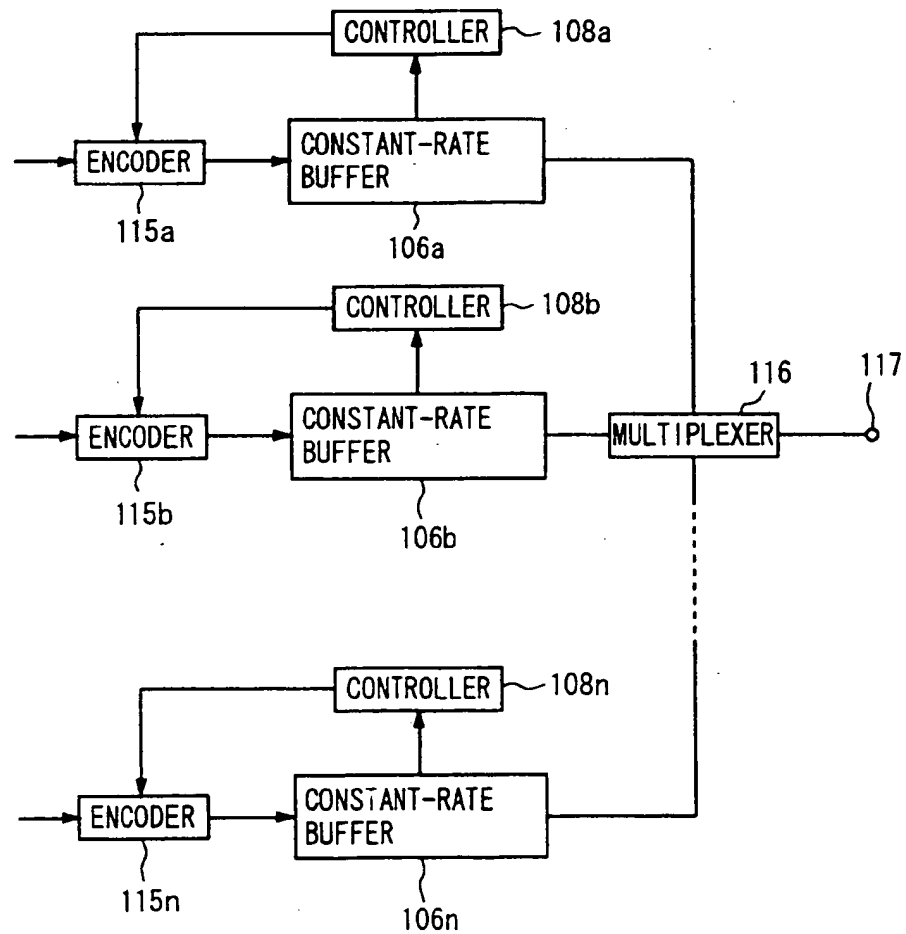 CONTROLLER
108a
ENCODER
CONSTANT-RATE
BUFFER
115a
106a
CONTROLLER
108b
ENCODER
CONSTANT-RATE
BUFFER
116
117
MULTIPLEXER
115b
106b
CONTROLLER
108n
ENCODER
CONSTANT-RATE
BUFFER
115n
106n